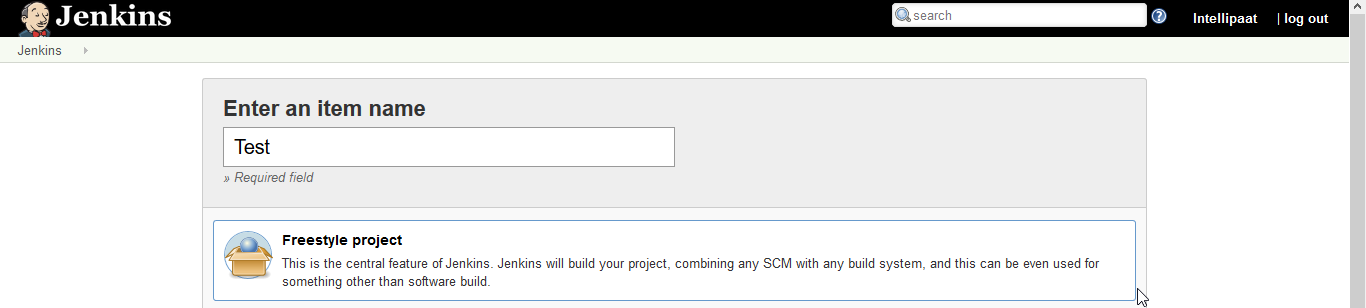 Jenkins
search
Intellipaat
| log out
Jenkins
Enter an item name
Test
» Required field
Freestyle project
This is the central feature of Jenkins. Jenkins will build your project, combining any SCM with any build system, and this can be even used for
something other than software build.